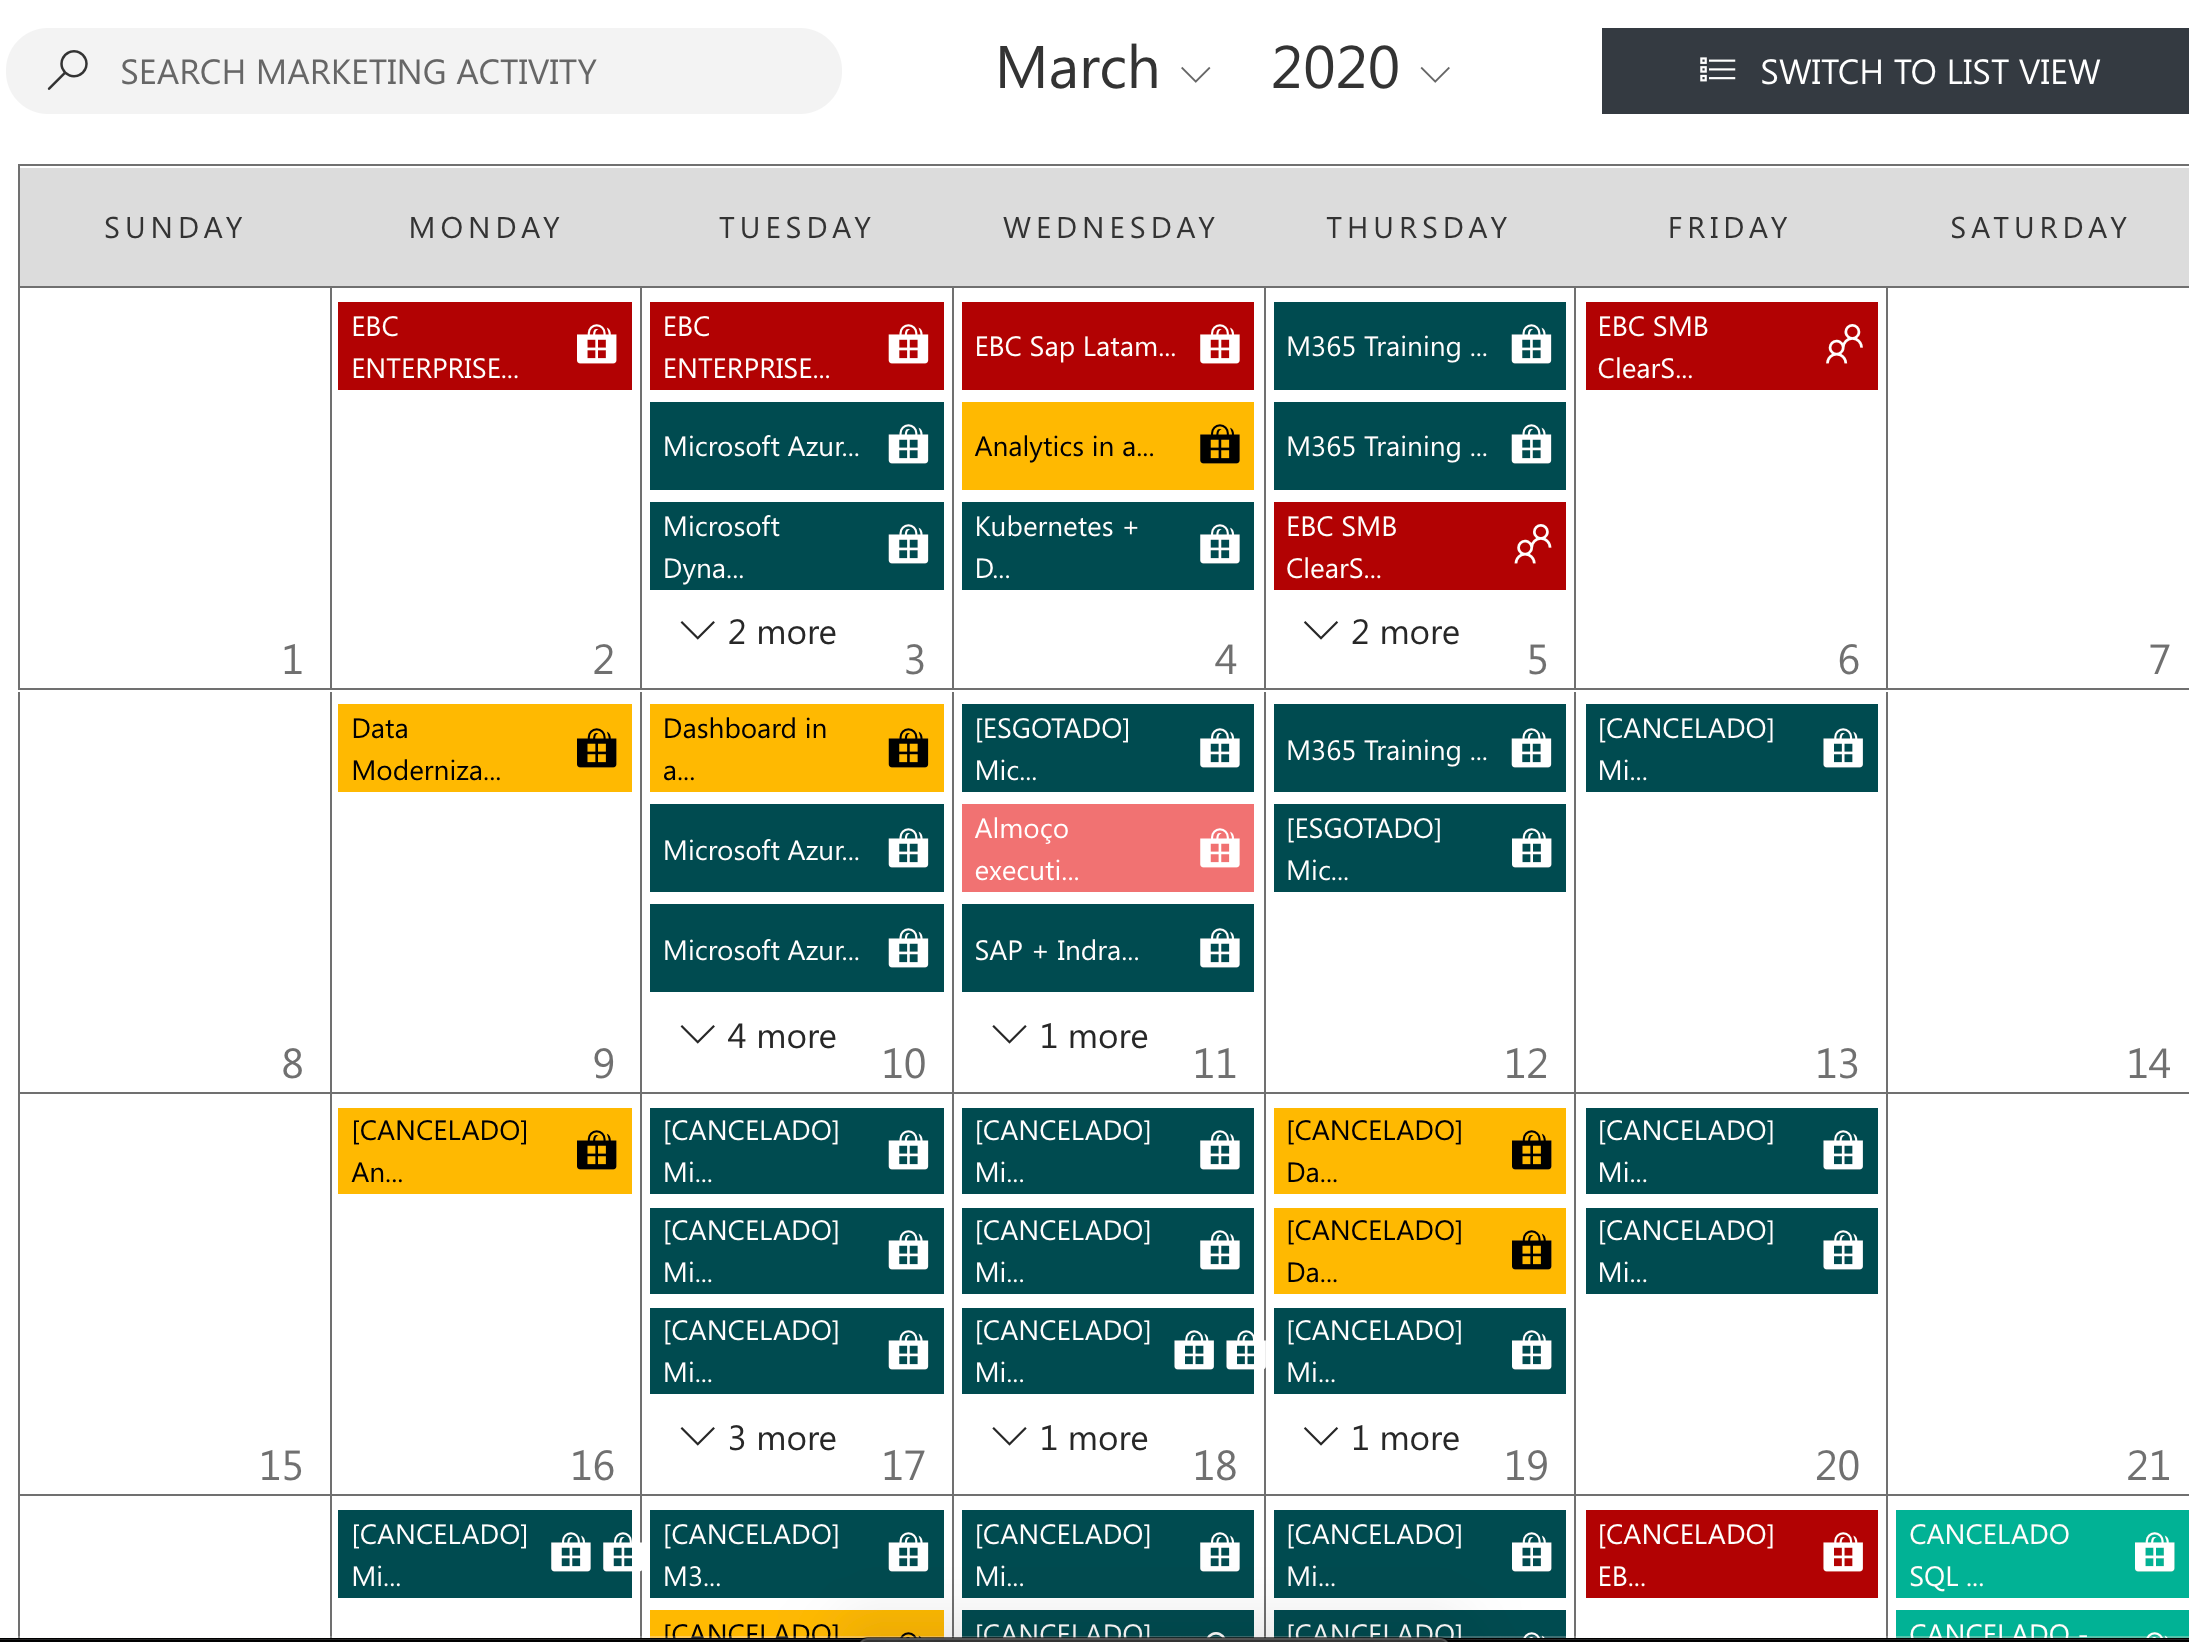 SEARCH MARKETING ACTIVITY
March
2020
SWITCH TO LIST VIEW
SUNDAY
MONDAY
TUESDAY
WEDNESDAY
THURSDAY
FRIDAY
SATURDAY
1
EBC
ENTERPRISE...
2
EBC
ENTERPRISE...
Microsoft Azur...
Microsoft
Dyna...
2 more
3
EBC Sap Latam...
Analytics in a...
Kubernetes +
D...
4
M365 Training ...
M365 Training ...
EBC SMB
ClearS...
2 more
5
EBC SMB
ClearS...
6
7
8
Data
Moderniza...
9
Dashboard in
a...
Microsoft Azur...
Microsoft Azur...
4 more
10
[ESGOTADO]
Mic...
Almoço
executi...
SAP + Indra...
1 more
11
M365 Training ...
[ESGOTADO]
Mic...
12
[CANCELADO]
Mi...
13
14
15
[CANCELADO]
An...
16
[CANCELADO]
Mi...
[CANCELADO]
Mi...
[CANCELADO]
Mi...
3 more
17
[CANCELADO]
Mi...
[CANCELADO]
Mi...
[CANCELADO]
Mi...
1 more
18
[CANCELADO]
Da...
[CANCELADO]
Da...
[CANCELADO]
Mi...
1 more
19
[CANCELADO]
Mi...
[CANCELADO]
Mi...
20
21
[CANCELADO]
Mi...
[CANCELADO]
M3...
[CANCELADO]
[CANCELADO]
Mi...
[CANCELADO]
[CANCELADO]
Mi...
[CANCELADO]
[CANCELADO]
EB...
CANCELADO
SQL ...
CANCELADO -